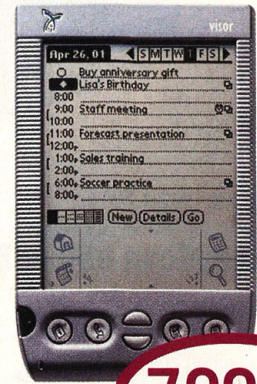 VISOR
Apr 26, 01 S M T W T F S
Buy anniversary gift
Lisa's Birthday
8:00
9:00 Staff meeting
10:00
11:00 Forecast presentation
12:00
1:00 Sales training
2:00
6:00 Soccer practice
8:00
New Details Go